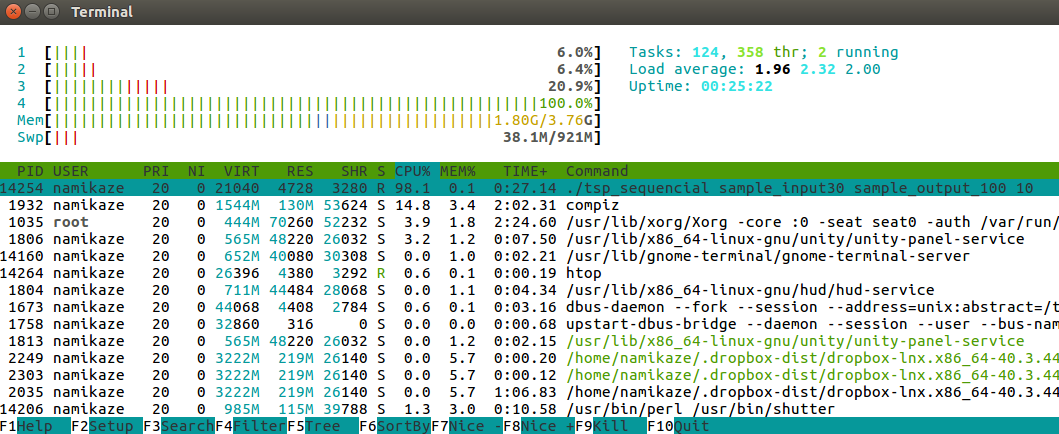 Terminal
1 [|||| 6.0%] Tasks: 124, 358 thr; 2 running
2 [||||| 6.4%] Load average: 1.96 2.32 2.00
3 [||||||||||||| 20.9%] Uptime: 00:25:22
4 [||||||||||||||||||||||||||||||||||||||||||||||||||||||100.0%]
Mem[|||||||||||||||||||||||||||||||||||||||||||||||||1.80G/3.76G]
Swp[||| 38.1M/921M]
PID USER PRI NI VIRT RES SHR S CPU% MEM% TIME+ Command
14254 namikaze 20 0 21040 4728 3280 R 98.1 0.1 0:27.14 ./tsp_sequencial sample_input30 sample_output_100 10
1932 namikaze 20 0 1544M 130M 53624 S 14.8 3.4 2:02.31 compiz
1035 root 20 0 444M 70260 52232 S 3.9 1.8 2:24.60 /usr/lib/xorg/Xorg -core :0 -seat seat0 -auth /var/run/
1806 namikaze 20 0 565M 48220 26032 S 3.2 1.2 0:07.50 /usr/lib/x86_64-linux-gnu/unity/unity-panel-service
14160 namikaze 20 0 652M 40080 30308 S 0.0 1.0 0:02.21 /usr/lib/gnome-terminal/gnome-terminal-server
14264 namikaze 20 0 26396 4380 3292 R 0.6 0.1 0:00.19 htop
1804 namikaze 20 0 711M 44484 28068 S 0.0 1.1 0:04.34 /usr/lib/x86_64-linux-gnu/hud/hud-service
1673 namikaze 20 0 44068 4408 2784 S 0.6 0.1 0:03.16 dbus-daemon --fork --session --address=unix:abstract=/t
1758 namikaze 20 0 32860 316 0 S 0.0 0.0 0:00.68 upstart-dbus-bridge --daemon --session --user --bus-nam
1813 namikaze 20 0 565M 48220 26032 S 0.0 1.2 0:02.15 /usr/lib/x86_64-linux-gnu/unity/unity-panel-service
2249 namikaze 20 0 3222M 219M 26140 S 0.0 5.7 0:00.20 /home/namikaze/.dropbox-dist/dropbox-lnx.x86_64-40.3.44
2303 namikaze 20 0 3222M 219M 26140 S 0.0 5.7 0:00.12 /home/namikaze/.dropbox-dist/dropbox-lnx.x86_64-40.3.44
2035 namikaze 20 0 3222M 219M 26140 S 0.0 5.7 1:06.83 /home/namikaze/.dropbox-dist/dropbox-lnx.x86_64-40.3.44
14206 namikaze 20 0 985M 115M 39788 S 1.3 3.0 0:10.58 /usr/bin/perl /usr/bin/shutter
F1Help F2Setup F3SearchF4FilterF5Tree F6SortByF7Nice -F8Nice +F9Kill F10Quit